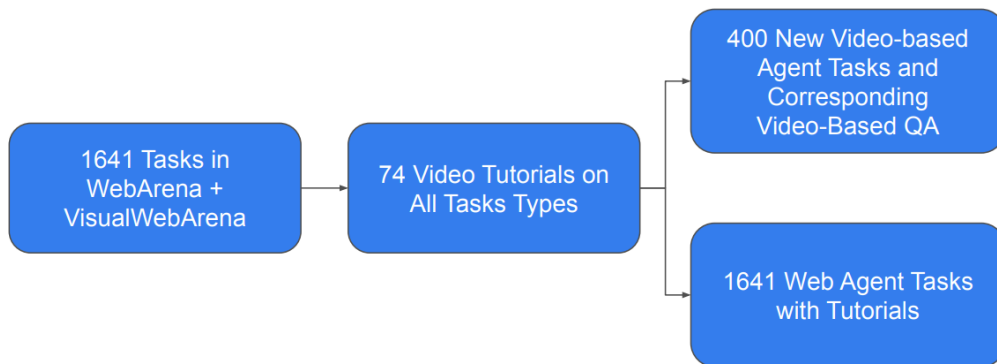 1641 Tasks in
WebArena +
VisualWebArena
74 Video Tutorials on
All Tasks Types
400 New Video-based
Agent Tasks and
Corresponding
Video-Based QA
1641 Web Agent Tasks
with Tutorials